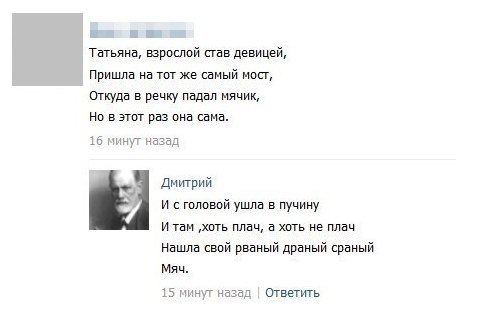 Татьяна, взрослой став девицей,
Пришла на тот же самый мост,
Откуда в речку падал мячик,
Но в этот раз она сама.
16 минут назад
Дмитрий
И с головой ушла в пучину
И там ,хоть плач, а хоть не плач
Нашла свой рваный драный сраный
Мяч.
15 минут назад | Ответить